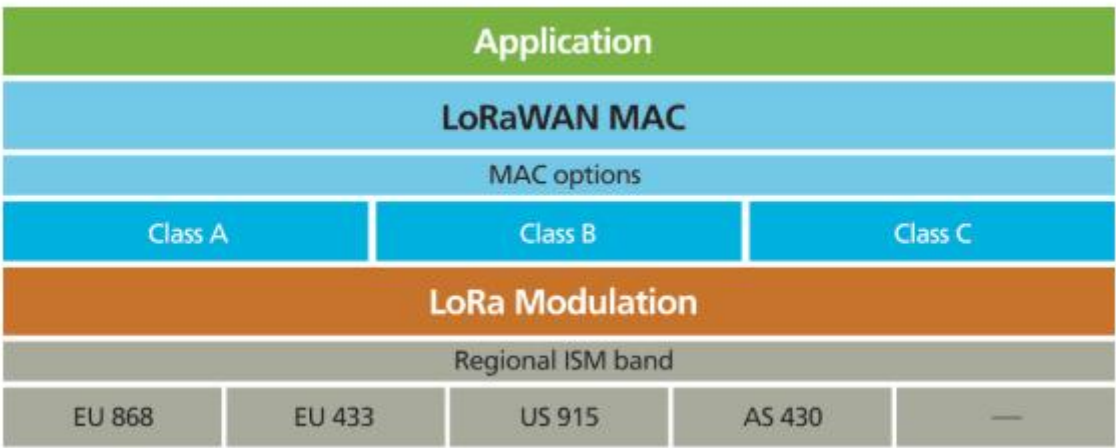 Application
LoRaWAN MAC
MAC options
Class A Class B Class C
LoRa Modulation
Regional ISM band
EU 868 EU 433 US 915 AS 430 —